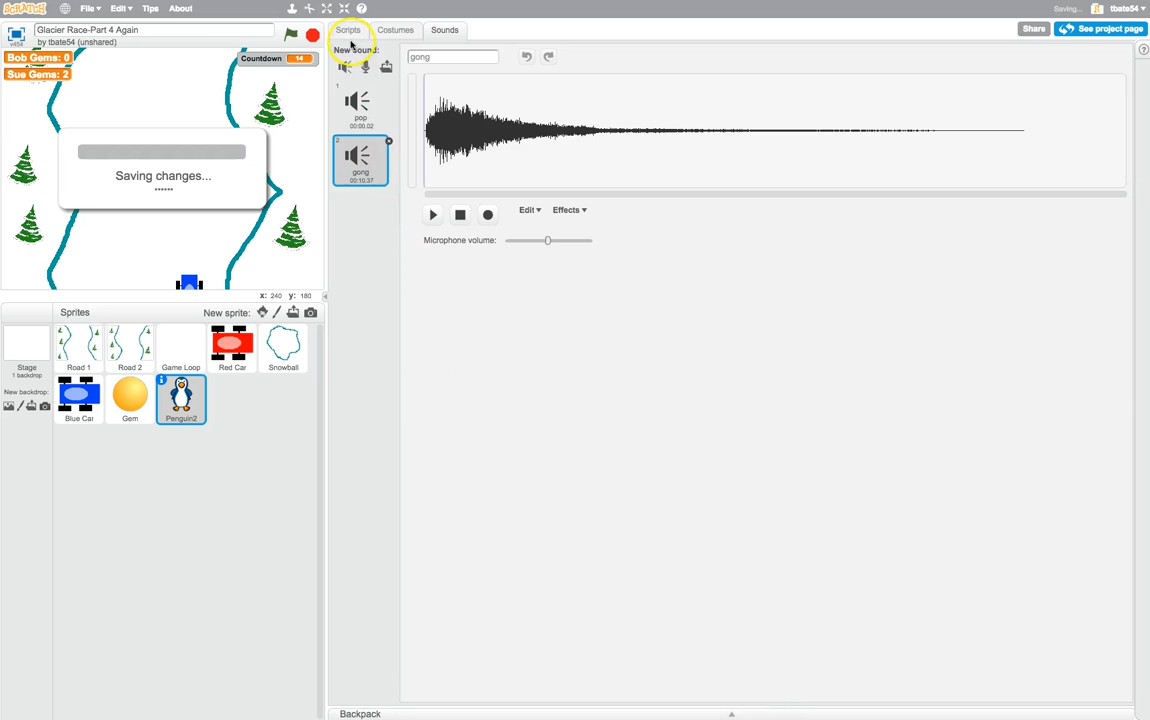 SCRATCH File▾ Edit▾ Tips About Saving... tbate54▾
v454 Glacier Race-Part 4 Again
by tbate54 (unshared)
Scripts Costumes Sounds Share See project page
Bob Gems: 0
Sue Gems: 2
Countdown 14
Saving changes...
x: 240 y: 180
New sound:
1
pop
00:00.02
2
gong
00:10.37
gong
Edit▾ Effects▾
Microphone volume:
Sprites New sprite:
Stage
1 backdrop
New backdrop:
Road 1 Road 2 Game Loop Red Car Snowball
Blue Car Gem Penguin2
Backpack